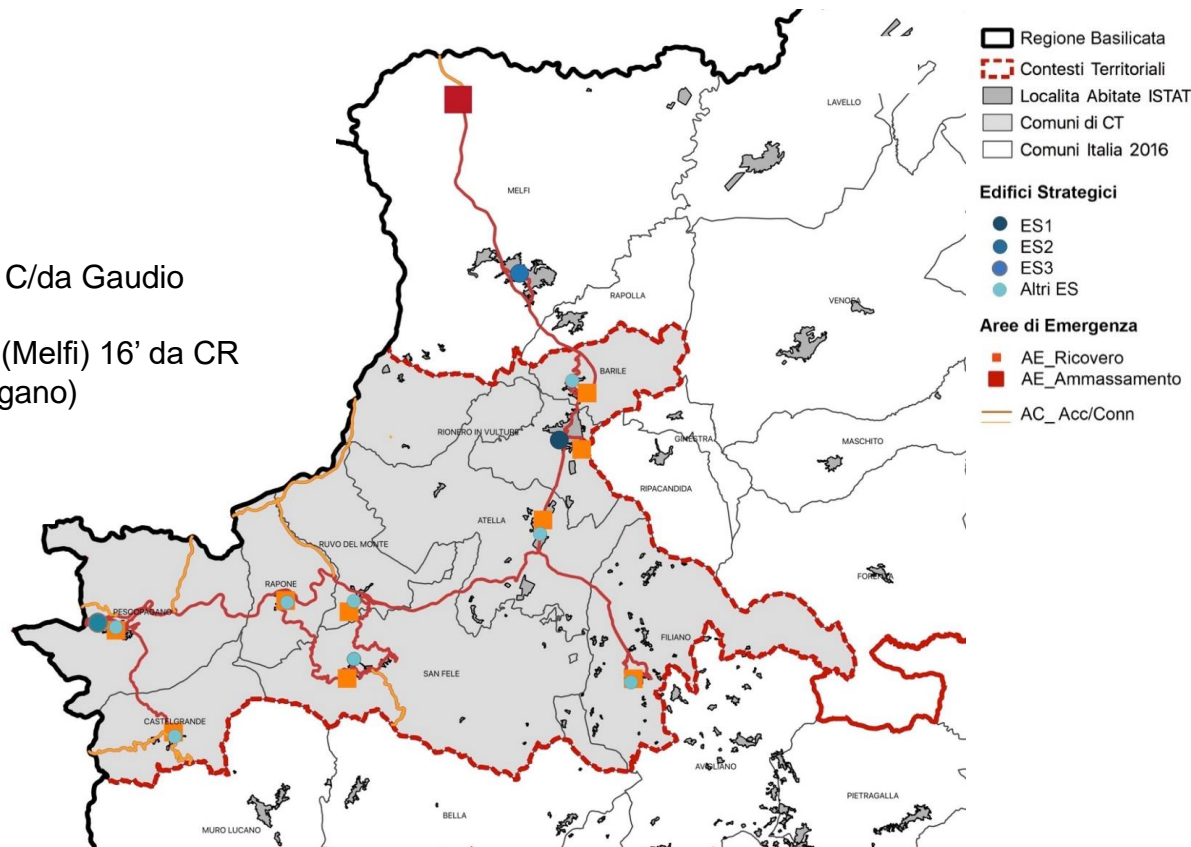 C/da Gaudio
(Melfi) 16’ da CR
gano)
LAVELLO
MELFI
RAPOLLA
VENOSA
BARILE
RIONERO IN VULTURE
GINESTRA
MASCHITO
RIPACANDIDA
ATELLA
RUVO DEL MONTE
FORENZA
RAPONE
PESCOPAGANO
FILIANO
SAN FELE
CASTELGRANDE
AVIGLIANO
PIETRAGALLA
BELLA
MURO LUCANO
Regione Basilicata
Contesti Territoriali
Localita Abitate ISTAT
Comuni di CT
Comuni Italia 2016
Edifici Strategici
ES1
ES2
ES3
Altri ES
Aree di Emergenza
AE_Ricovero
AE_Ammassamento
AC_ Acc/Conn